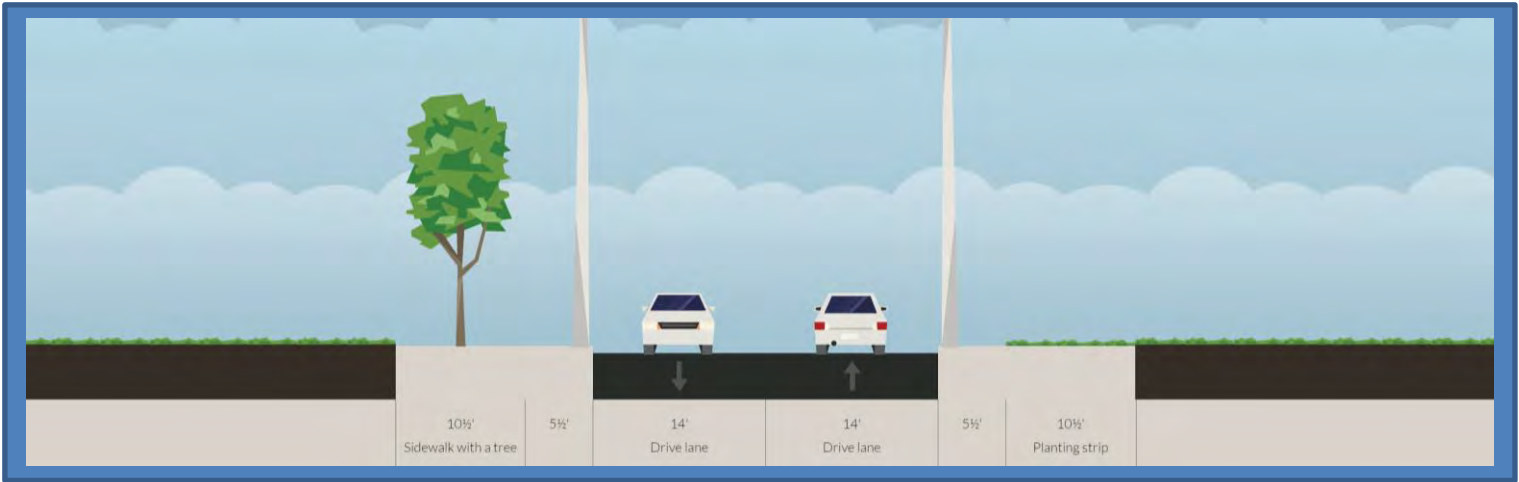 10½' 5½' 14' 14' 5½' 10½'
Sidewalk with a tree Drive lane Drive lane Planting strip